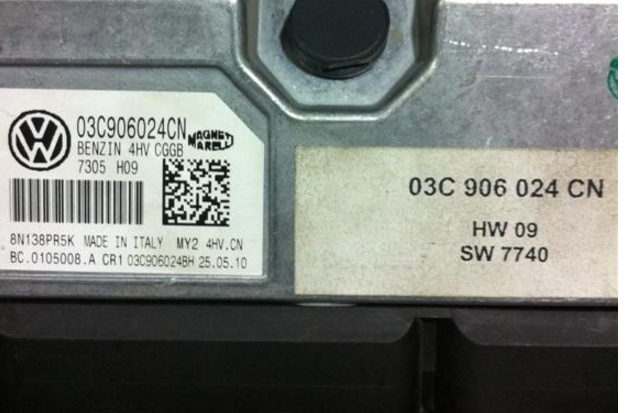 03C906024CN
MAGNETI
MARELLI
BENZIN 4HV CGGB
7305 H09
8N138PR5K MADE IN ITALY MY2 4HV.CN
BC.0105008.A CR1 03C906024BH 25.05.10
03C 906 024 CN
HW 09
SW 7740